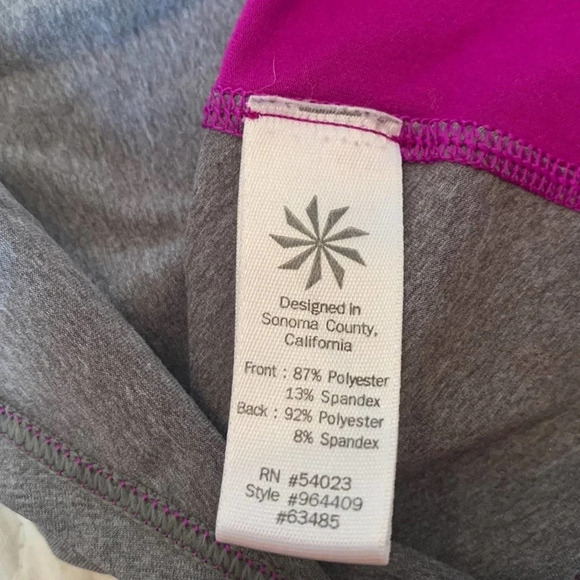 Designed in
Sonoma County,
California
Front : 87% Polyester
13% Spandex
Back : 92% Polyester
8% Spandex
RN #54023
Style #964409
#63485